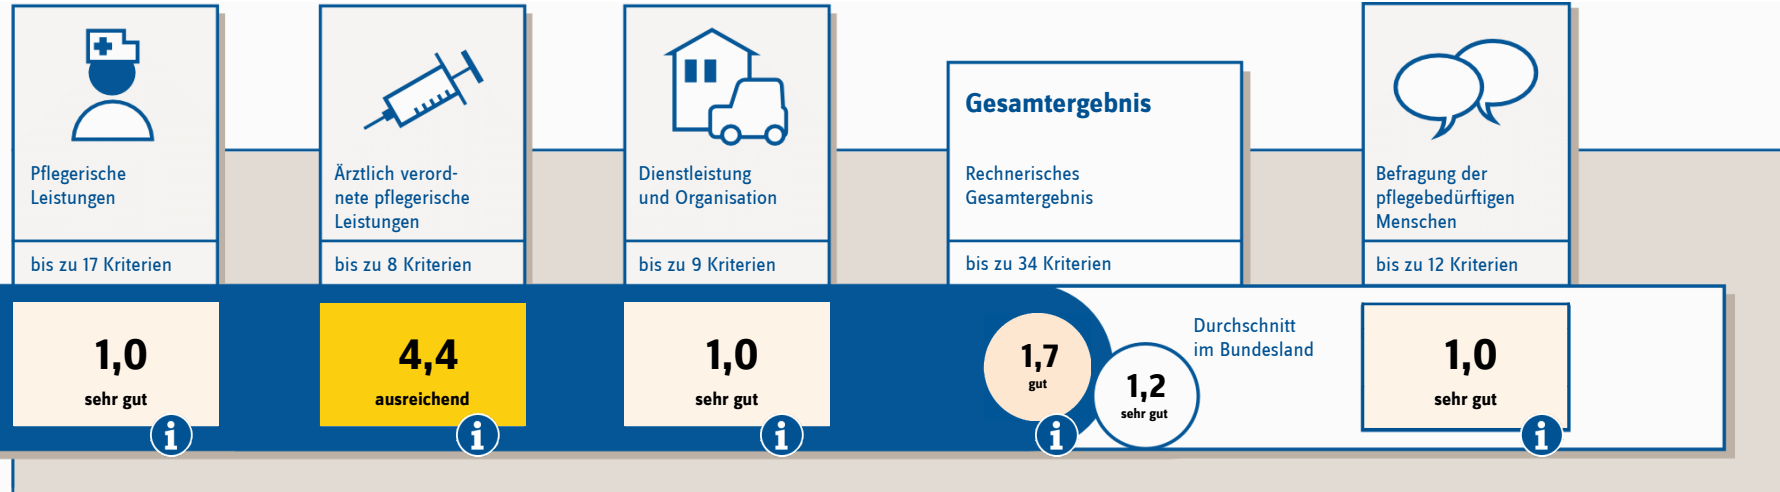 Pflegerische
Leistungen
bis zu 17 Kriterien
1,0
sehr gut
i
Ärztlich verord-
nete pflegerische
Leistungen
bis zu 8 Kriterien
4,4
ausreichend
i
Dienstleistung
und Organisation
bis zu 9 Kriterien
1,0
sehr gut
i
Gesamtergebnis
Rechnerisches
Gesamtergebnis
bis zu 34 Kriterien
1,7
gut
i
1,2
sehr gut
Durchschnitt
im Bundesland
Befragung der
pflegebedürftigen
Menschen
bis zu 12 Kriterien
1,0
sehr gut
i